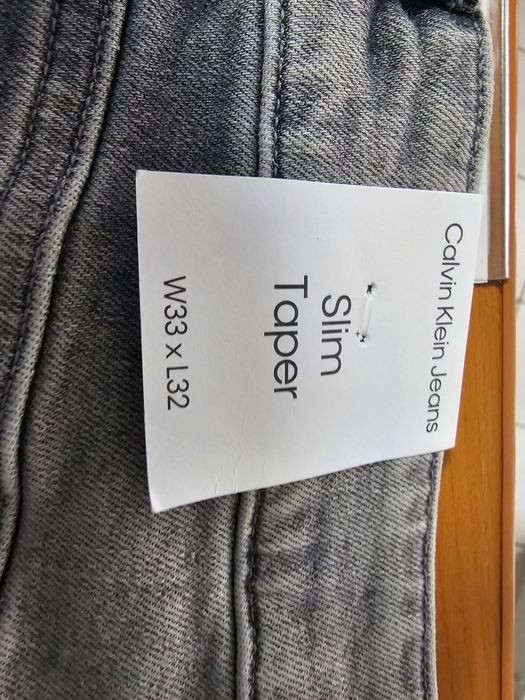 Calvin Klein Jeans
Slim
Taper
W33 x L32